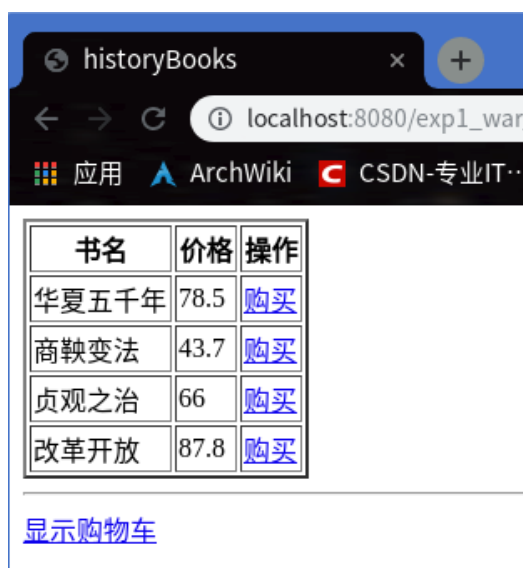 historyBooks
localhost:8080/exp1_war
应用 ArchWiki CSDN-专业IT…
书名 价格 操作
华夏五千年 78.5 购买
商鞅变法 43.7 购买
贞观之治 66 购买
改革开放 87.8 购买
显示购物车